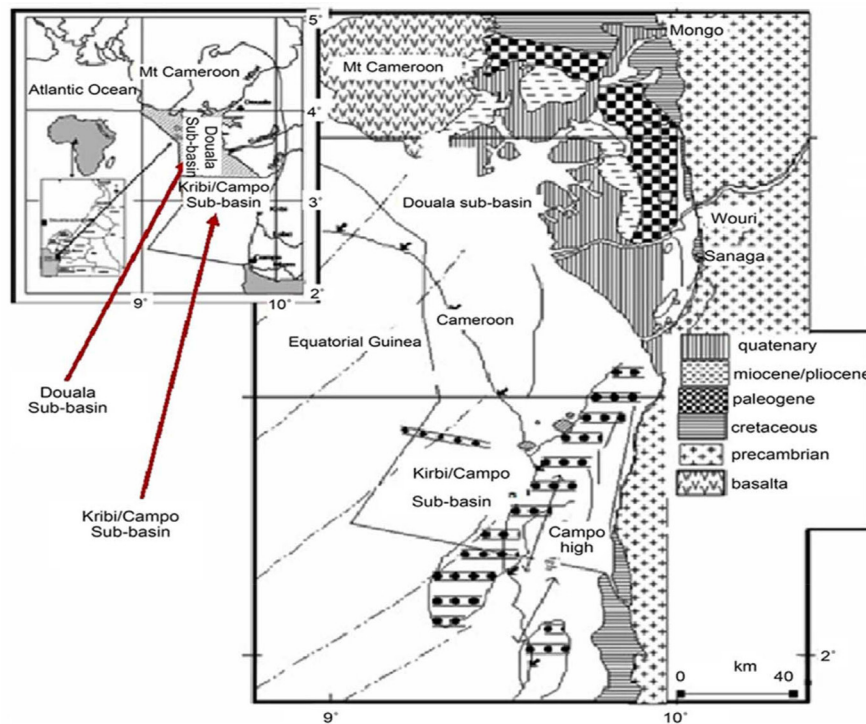 5°
Mt Cameroon
Atlantic Ocean
4°
Douala
Sub-basin
Kribi/Campo
Sub-basin
3°
9°
10°
2°
Douala
Sub-basin
Kribi/Campo
Sub-basin
Mongo
Mt Cameroon
Douala sub-basin
Wouri
Sanaga
Cameroon
Equatorial Guinea
quatenary
miocene/pliocene
paleogene
cretaceous
precambrian
basalta
Kirbi/Campo
Sub-basin
Campo
high
2°
km
0 40
9°
10°